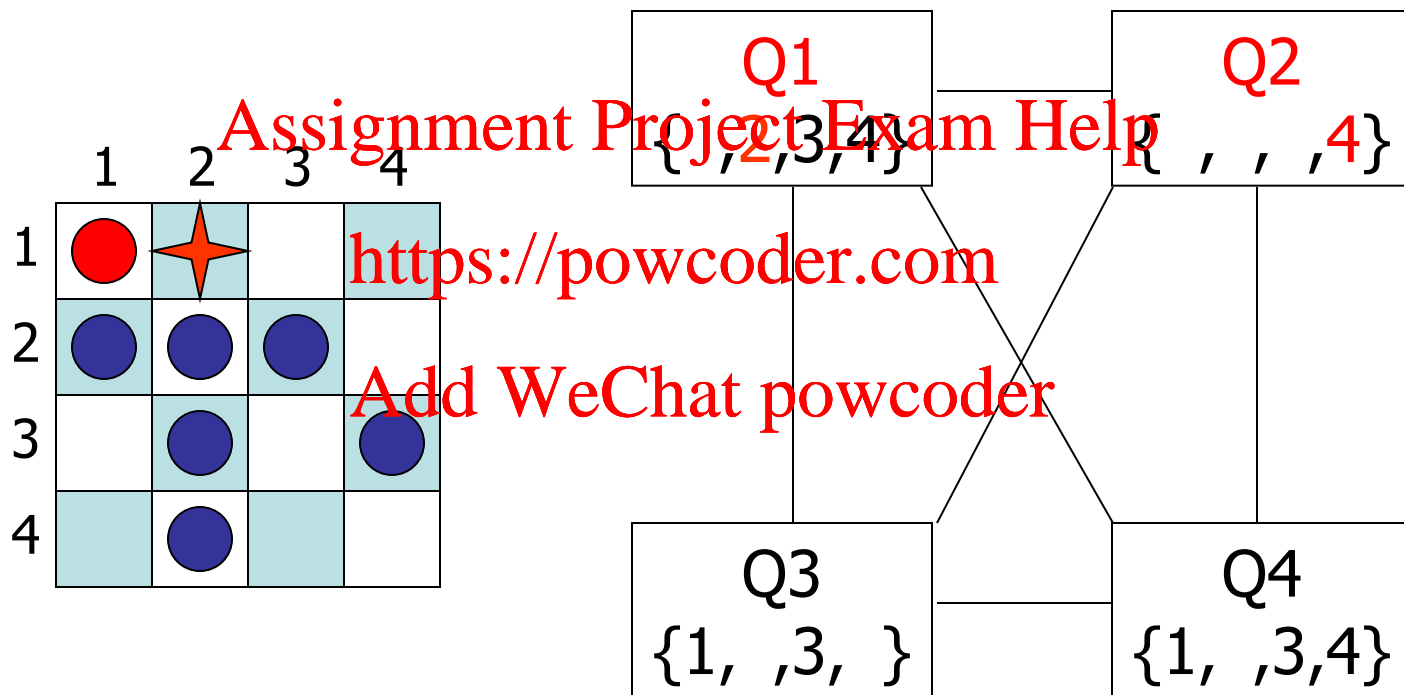 Q1
Q2
Assignment Project Exam Help
{ ,2,3,4}
{ , , ,4}
1 2 3 4
1
https://powcoder.com
2
Add WeChat powcoder
3
4
Q3
Q4
{1, ,3, }
{1, ,3,4}